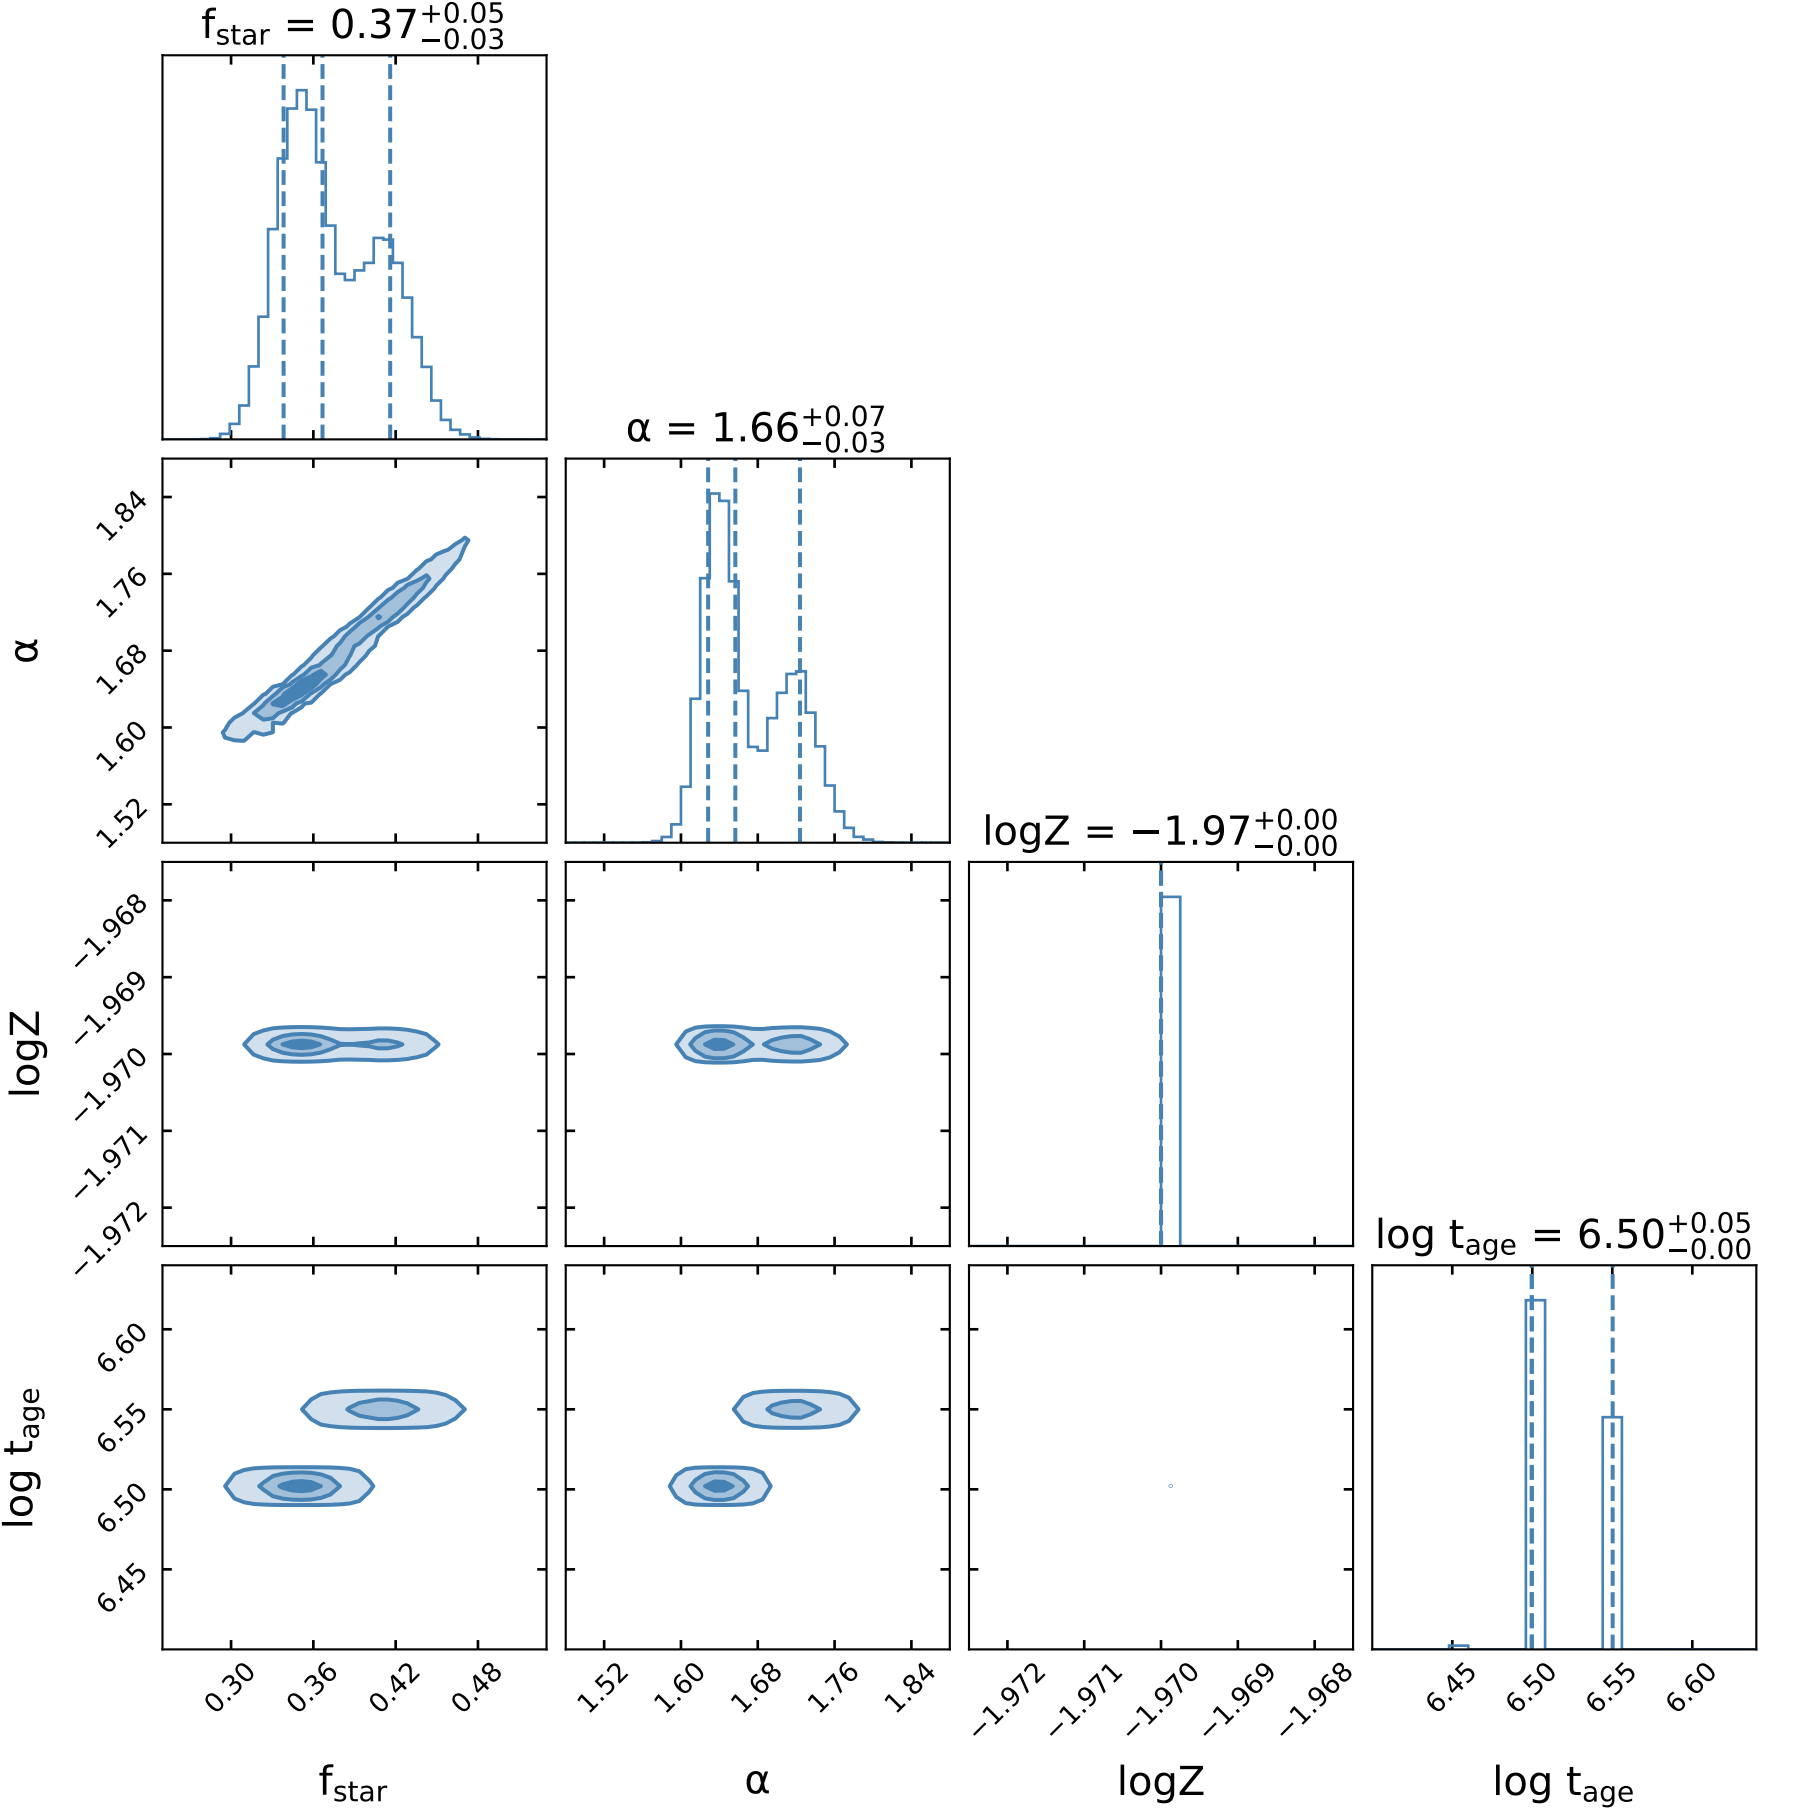 f_star = 0.37 +0.05 −0.03
α = 1.66 +0.07 −0.03
1.84
1.76
1.68
1.60
1.52
α
logZ = −1.97 +0.00 −0.00
−1.968
−1.969
−1.970
−1.971
−1.972
logZ
log t_age = 6.50 +0.05 −0.00
6.60
6.55
6.50
6.45
log t_age
0.30 0.36 0.42 0.48
1.52 1.60 1.68 1.76 1.84
−1.972 −1.971 −1.970 −1.969 −1.968
6.45 6.50 6.55 6.60
f_star
α
logZ
log t_age